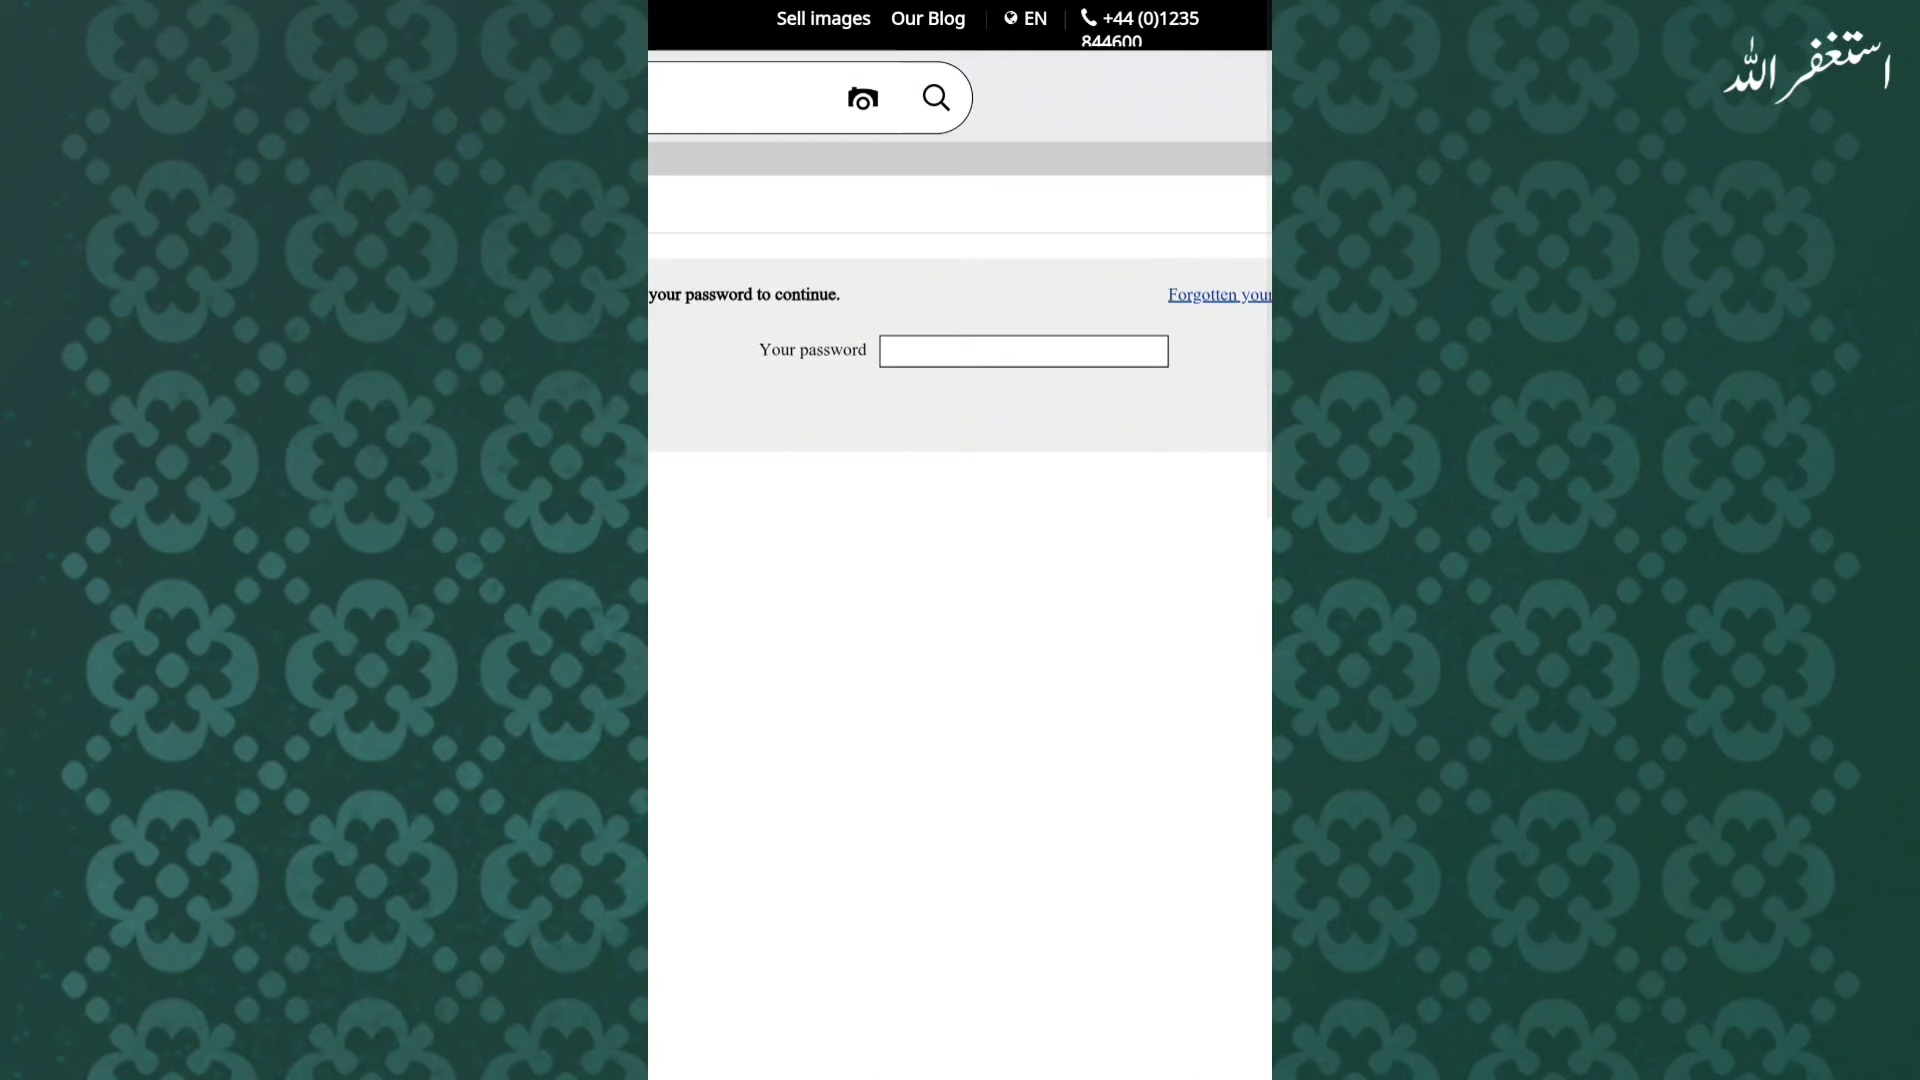 Sell images Our Blog EN +44 (0)1235
844600
استغفر الله
your password to continue. Forgotten your
Your password